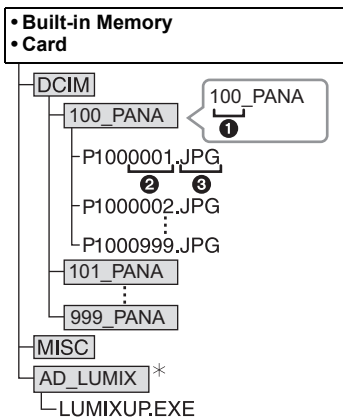 • Built-in Memory
• Card
DCIM
100_PANA
100_PANA
❶
P1000001.JPG
❷ ❸
P1000002.JPG
P1000999.JPG
101_PANA
999_PANA
MISC
AD_LUMIX *
LUMIXUP.EXE